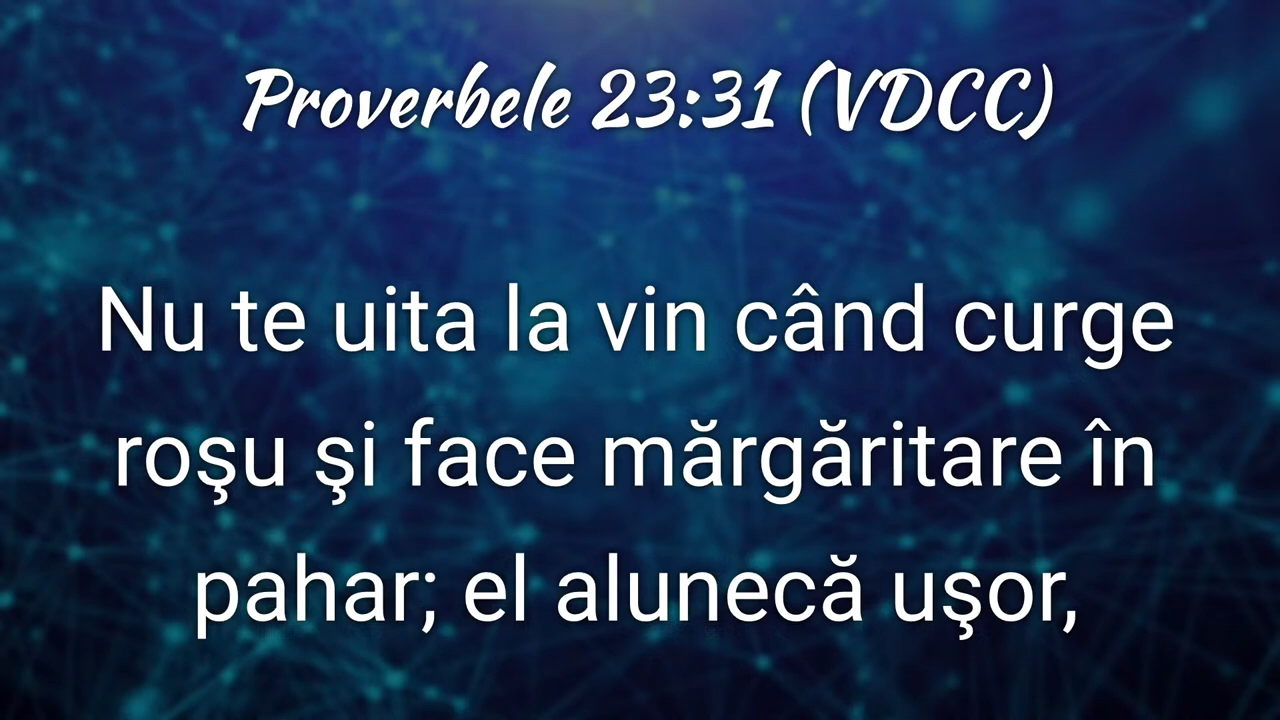 Proverbele 23:31 (VDCC)
Nu te uita la vin când curge
roşu şi face mărgăritare în
pahar; el alunecă uşor,